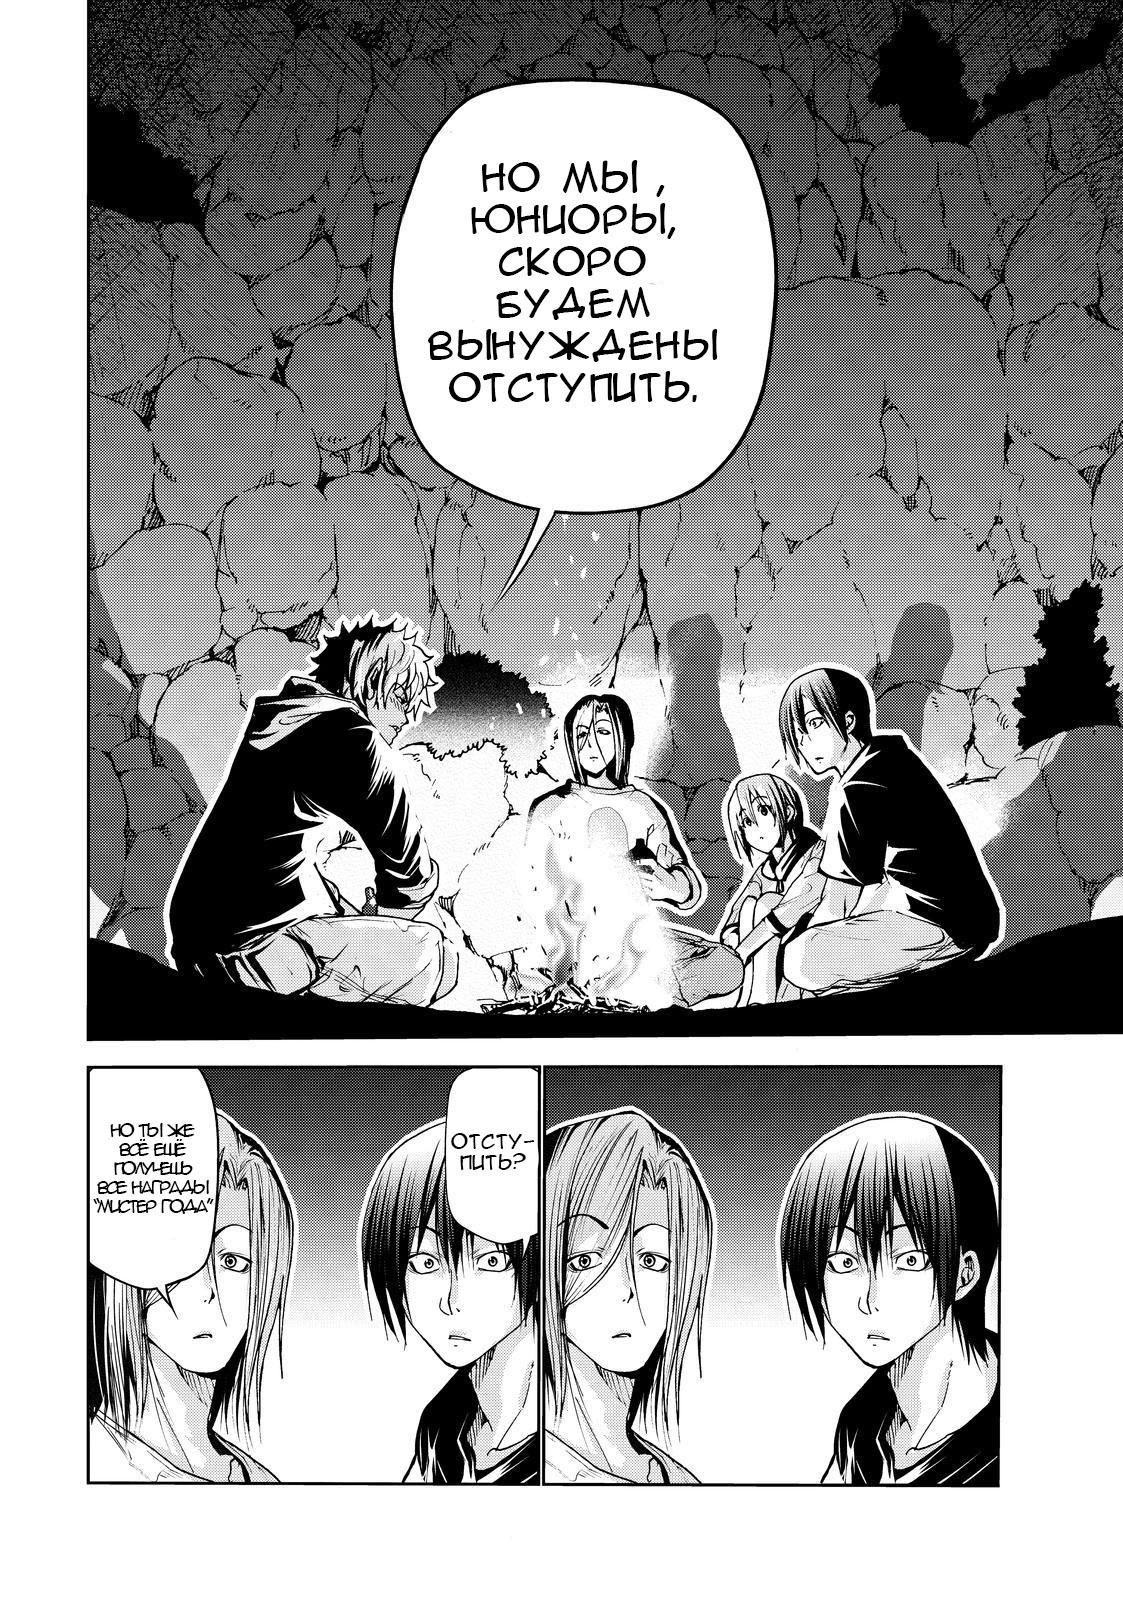 НО МЫ ,
ЮНИОРЫ,
СКОРО
БУДЕМ
ВЫНУЖДЕНЫ
ОТСТУПИТЬ.
ОТСТУ-
ПИТЬ?
НО ТЫ ЖЕ
ВСЁ ЕЩЁ
ПОЛУЧЕШЬ
ВСЕ НАГРАДЫ
"МИСТЕР ГОДА"